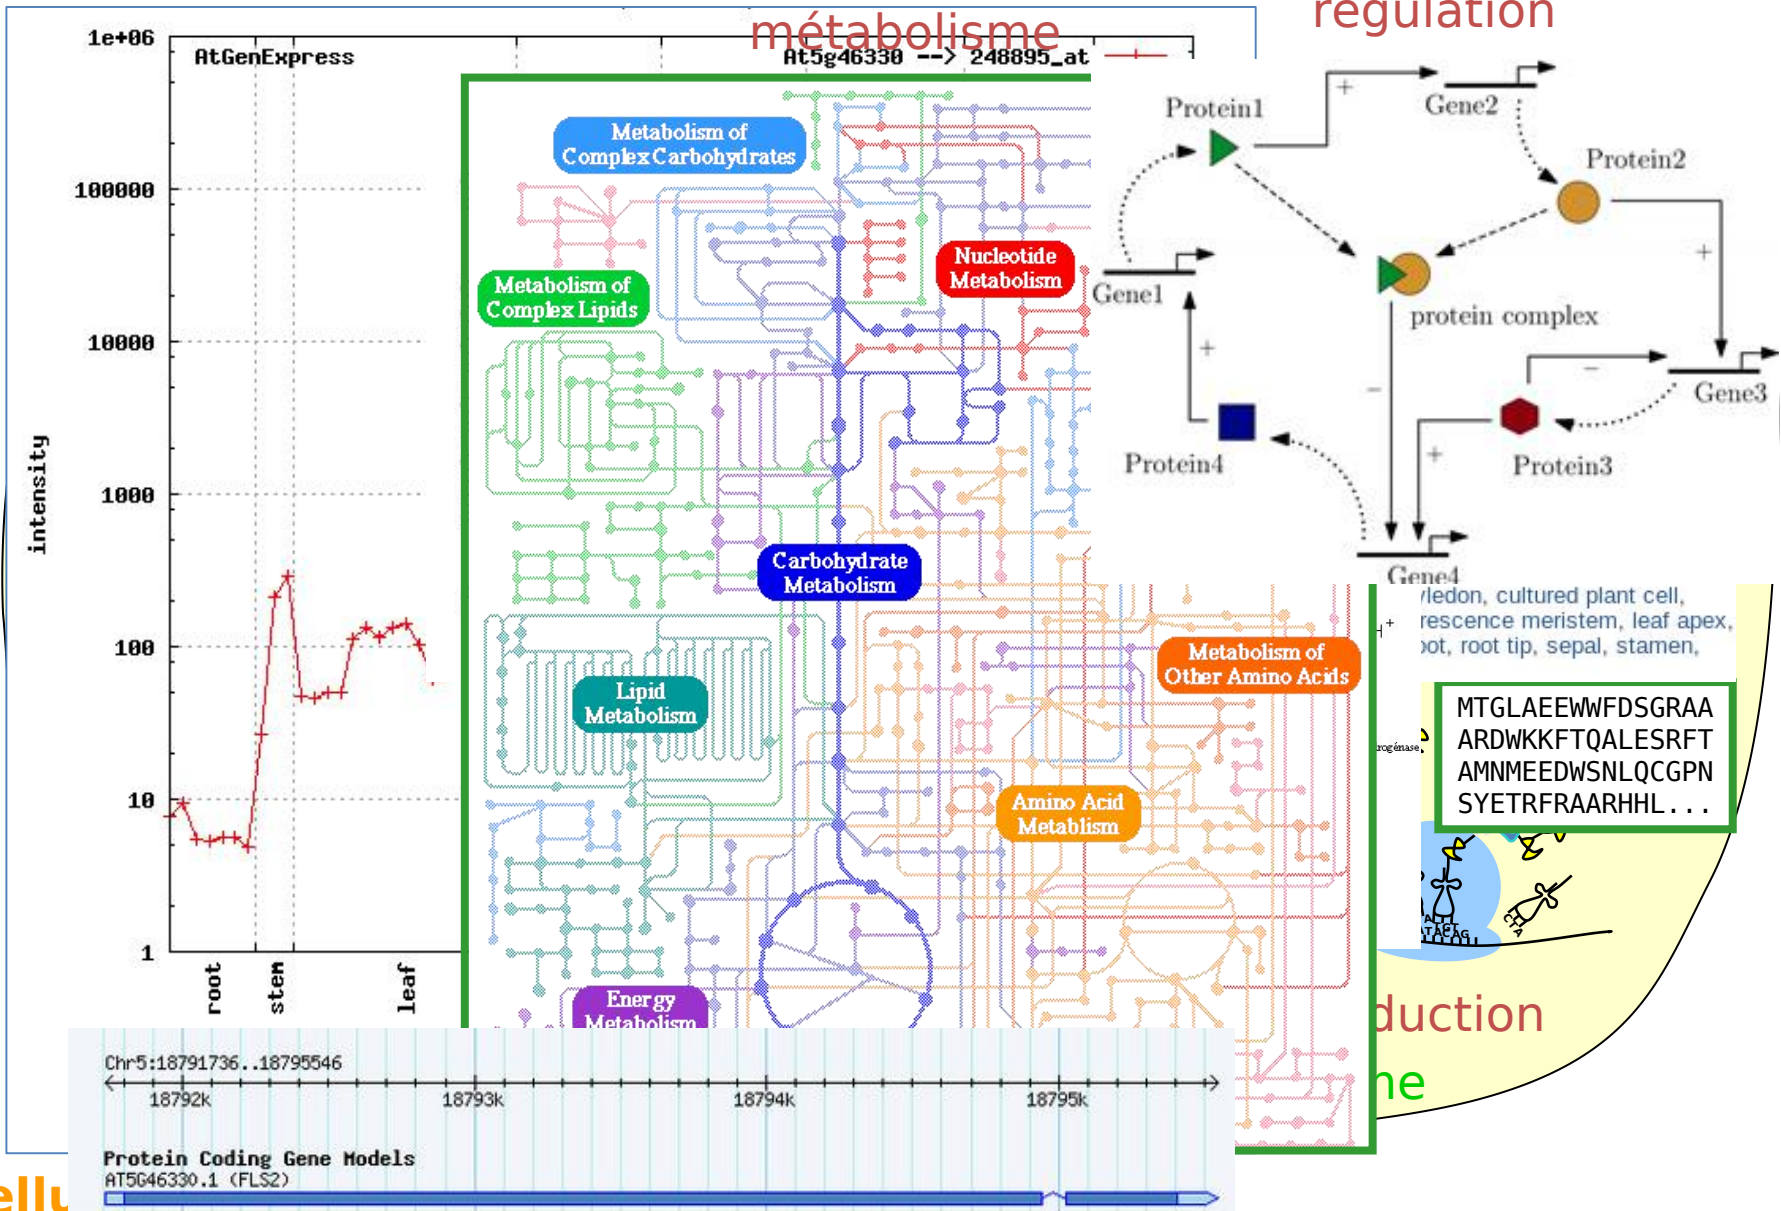 métabolisme
régulation
1e+06
AtGenExpress
At5g46330 --> 248895_at
100000
10000
1000
100
10
1
intensity
root
stem
leaf
Metabolism of
Complex Carbohydrates
Nucleotide
Metabolism
Metabolism of
Complex Lipids
Carbohydrate
Metabolism
Metabolism of
Other Amino Acids
Lipid
Metabolism
Amino Acid
Metablism
Energy
Metabolism
Protein1
+
Gene2
Protein2
+
Gene1
protein complex
+
−
−
Gene3
+
Protein4
Protein3
Gene4
yledon, cultured plant cell,
rescence meristem, leaf apex,
oot, root tip, sepal, stamen,
+
MTGLAEEWWFDSGRAA
ARDWKKFTQALESRFT
AMNMEEDWSNLQCGPN
SYETRFRAARHHL...
rogénase
ATACAG
CTA
duction
ne
Chr5:18791736..18795546
18792k
18793k
18794k
18795k
Protein Coding Gene Models
AT5G46330.1 (FLS2)
ellu